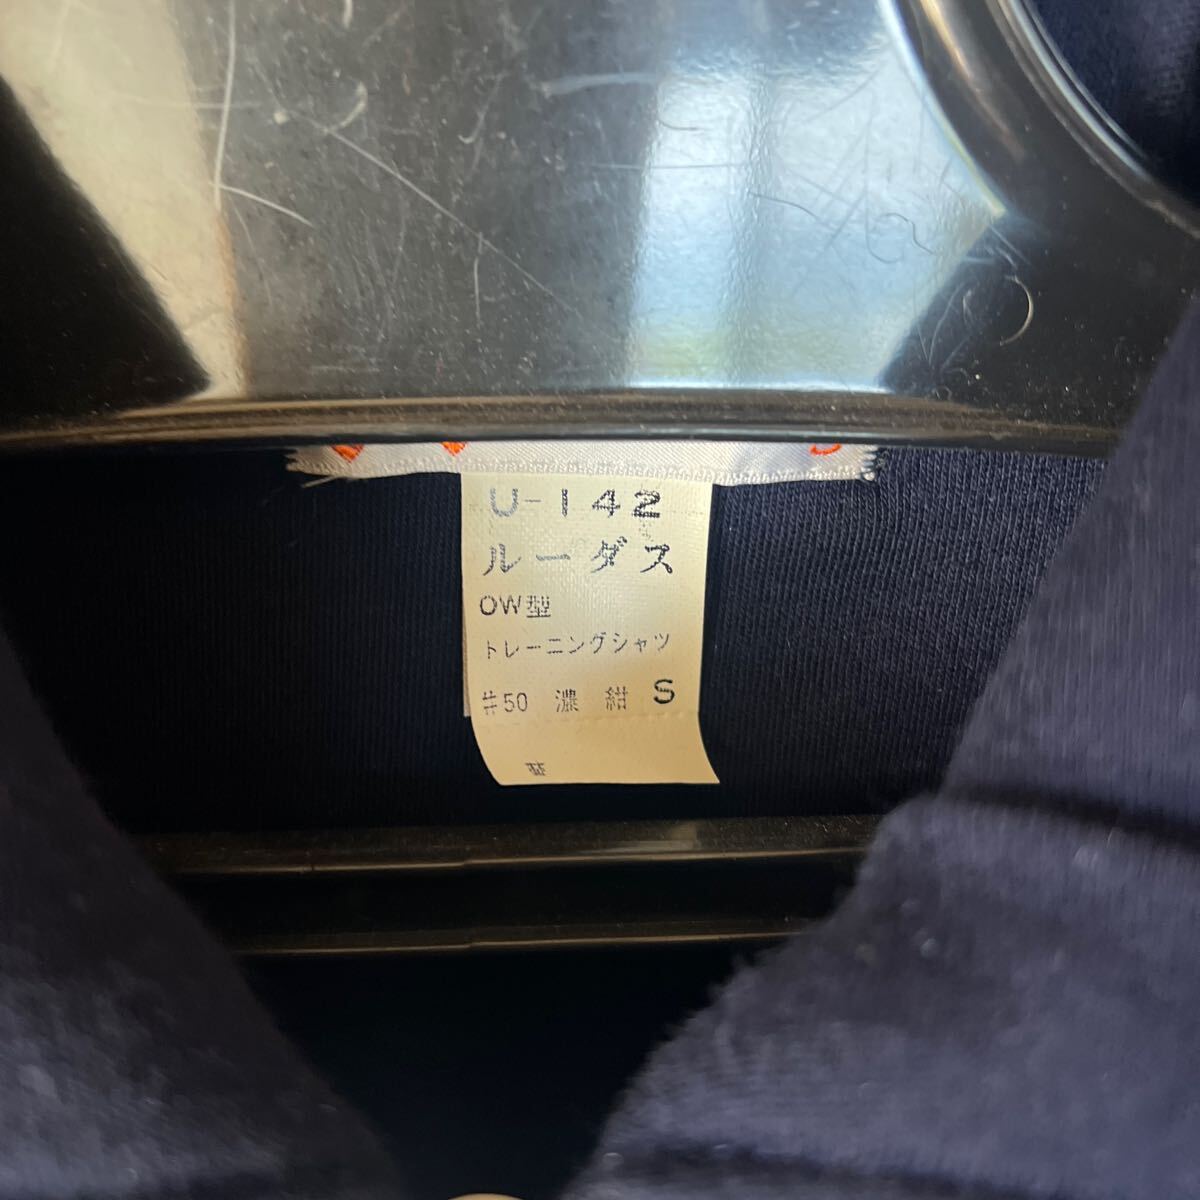 U-142
ルーダス
OW型
トレーニングシャツ
#50 濃紺 S